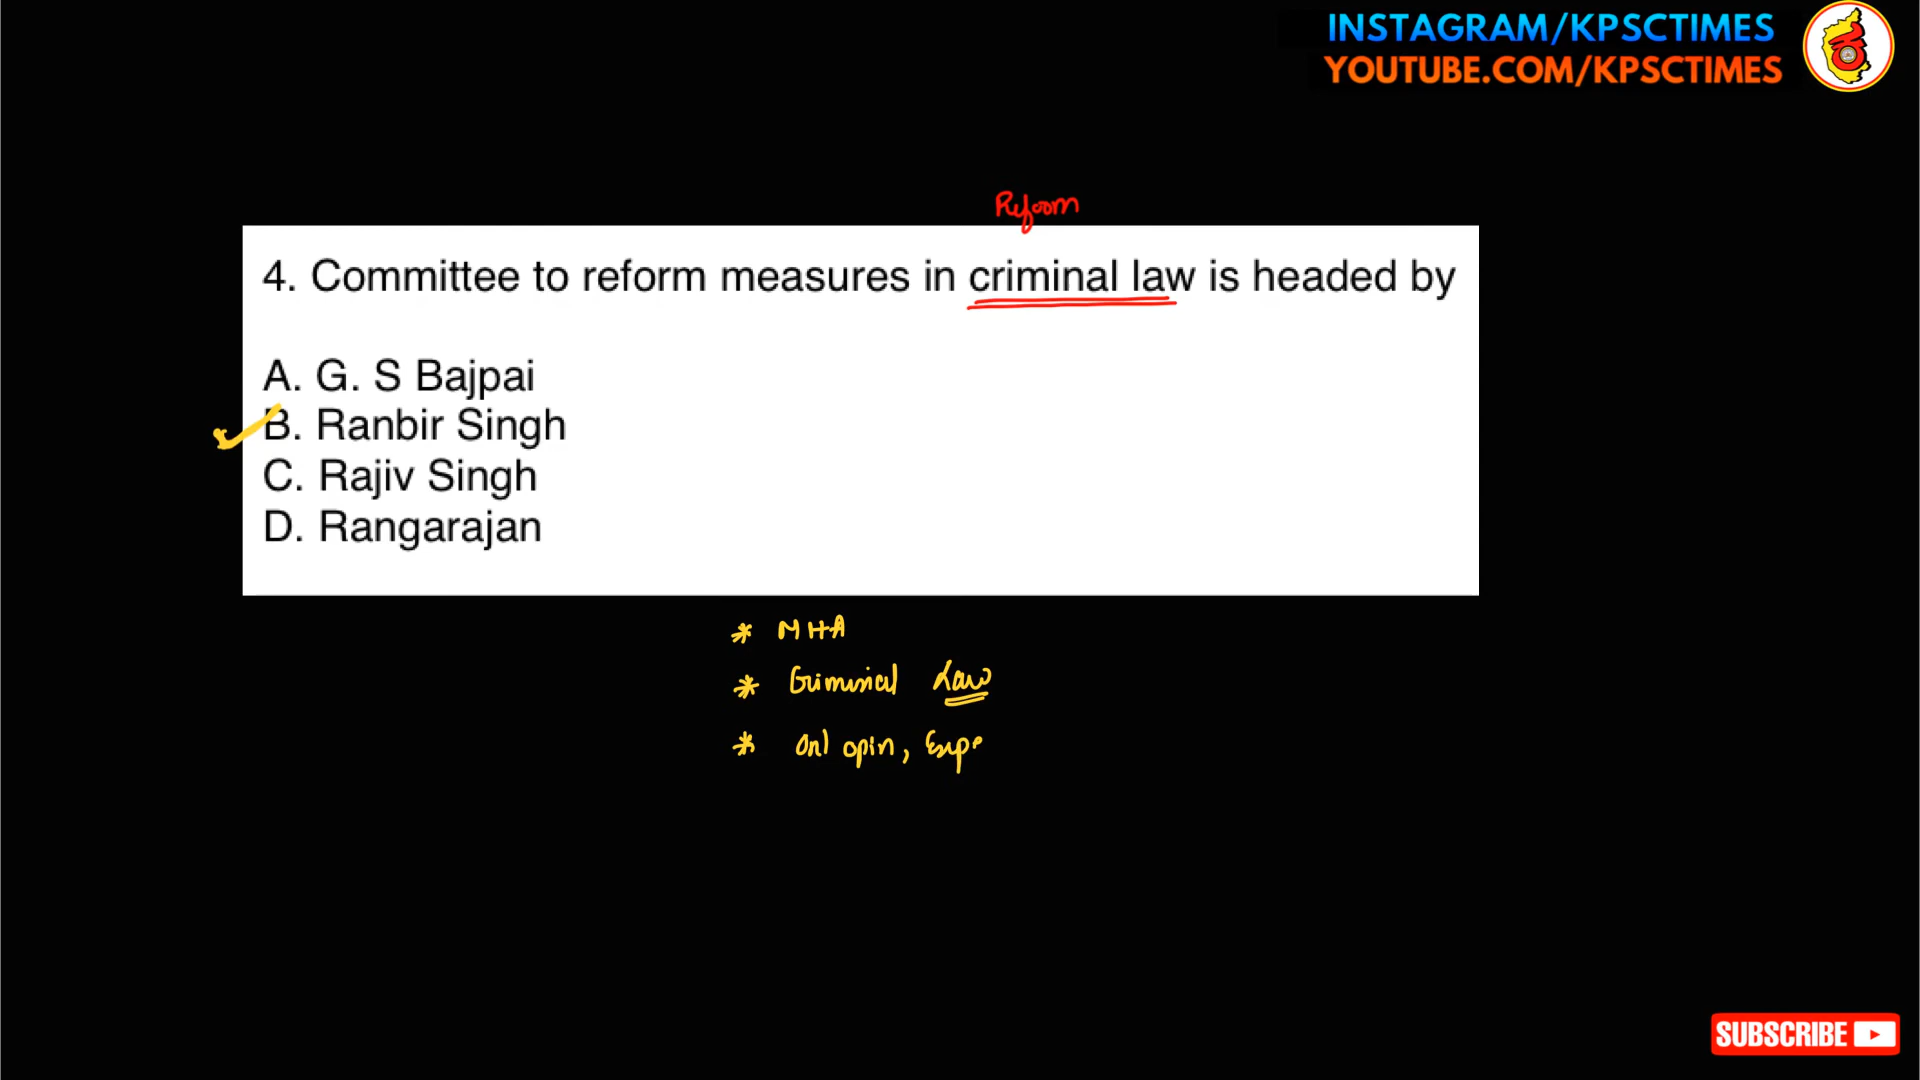 INSTAGRAM/KPSCTIMES
YOUTUBE.COM/KPSCTIMES
Reform
4. Committee to reform measures in criminal law is headed by
A. G. S Bajpai
B. Ranbir Singh
C. Rajiv Singh
D. Rangarajan
* MHA
* Criminal Law
* Onl opin, Expe
SUBSCRIBE